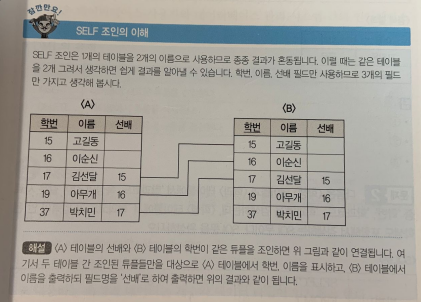 잠깐만요!
SELF 조인의 이해
SELF 조인은 1개의 테이블을 2개의 이름으로 사용하므로 종종 결과가 혼동됩니다. 이럴 때는 같은 테이블
을 2개 그려서 생각하면 쉽게 결과를 알아낼 수 있습니다. 학번, 이름, 선배 필드만 사용하므로 3개의 필드
만 가지고 생각해 봅시다.
〈A〉 〈B〉
학번 이름 선배 학번 이름 선배
15 고길동 15 고길동
16 이순신 16 이순신
17 김선달 15 17 김선달 15
19 아무개 16 19 아무개 16
37 박치민 17 37 박치민 17
해설 〈A〉 테이블의 선배와 〈B〉 테이블의 학번이 같은 튜플을 조인하면 위 그림과 같이 연결됩니다. 여
기서 두 테이블 간 조인된 튜플들만을 대상으로 〈A〉 테이블에서 학번, 이름을 표시하고, 〈B〉 테이블에서
이름을 출력하되 필드명을 '선배'로 하여 출력하면 위의 결과와 같이 됩니다.